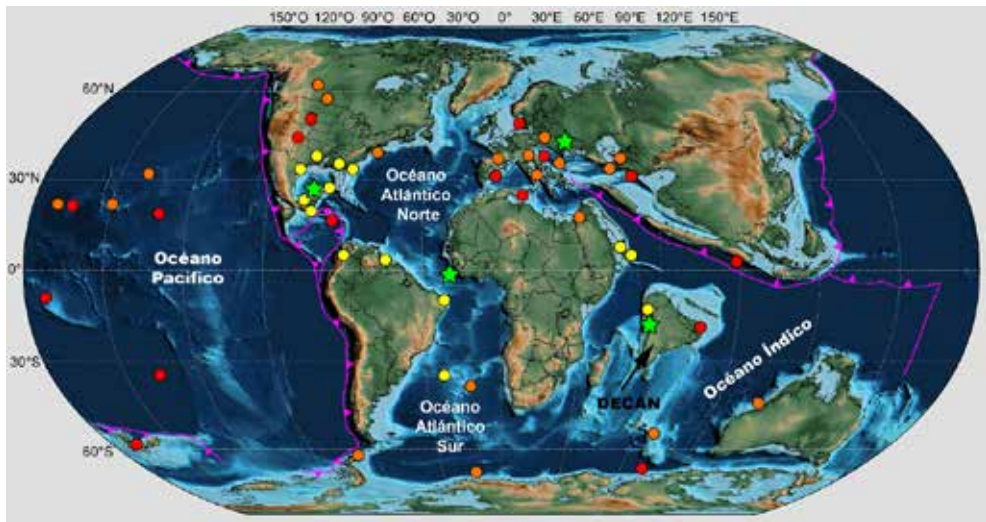 150°O 120°O 90°O 60°O 30°O 0° 30°E 60°E 90°E 120°E 150°E
60°N
30°N
Océano
Atlántico
Norte
Océano
Pacífico
0°
Océano Índico
30°S
DECÁN
Océano
Atlántico
Sur
60°S